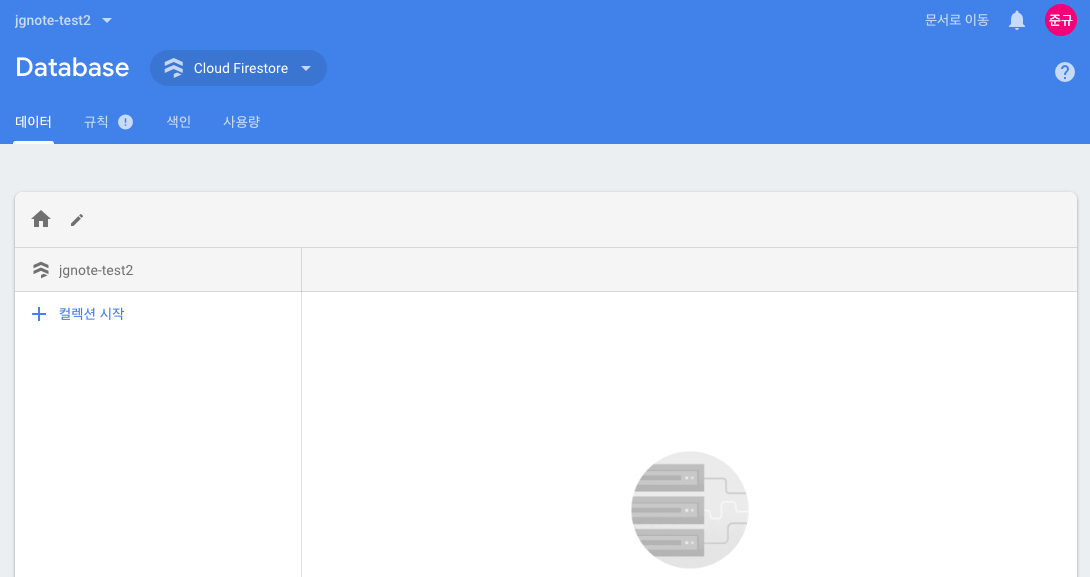 jgnote-test2
문서로 이동
준규
Database
Cloud Firestore
데이터 규칙 색인 사용량
jgnote-test2
컬렉션 시작